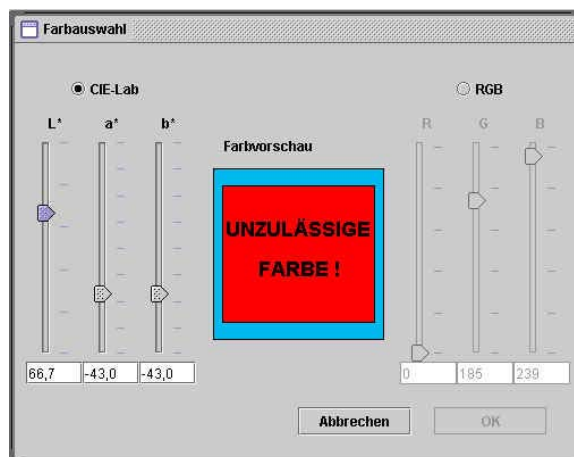 Farbauswahl
CIE-Lab
RGB
L*
a*
b*
R
G
B
Farbvorschau
UNZULÄSSIGE
FARBE !
66,7
-43,0
-43,0
0
185
239
Abbrechen
OK